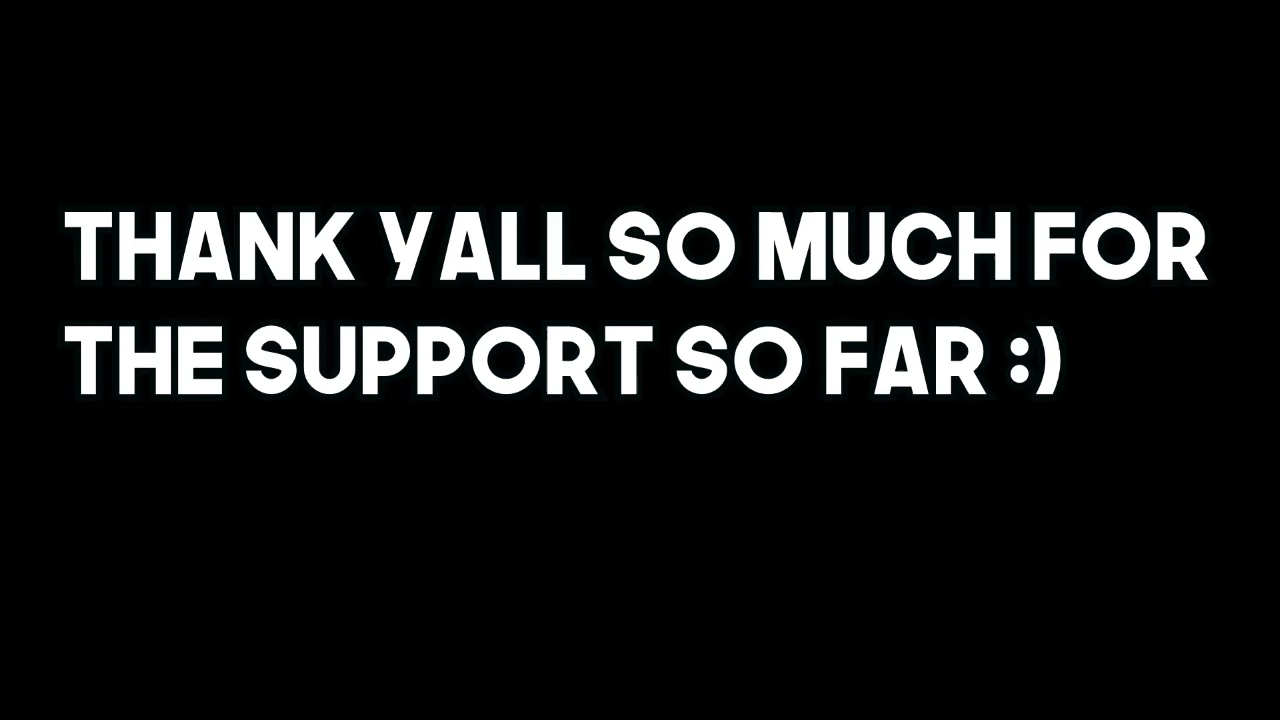 THANK YALL SO MUCH FOR
THE SUPPORT SO FAR :)